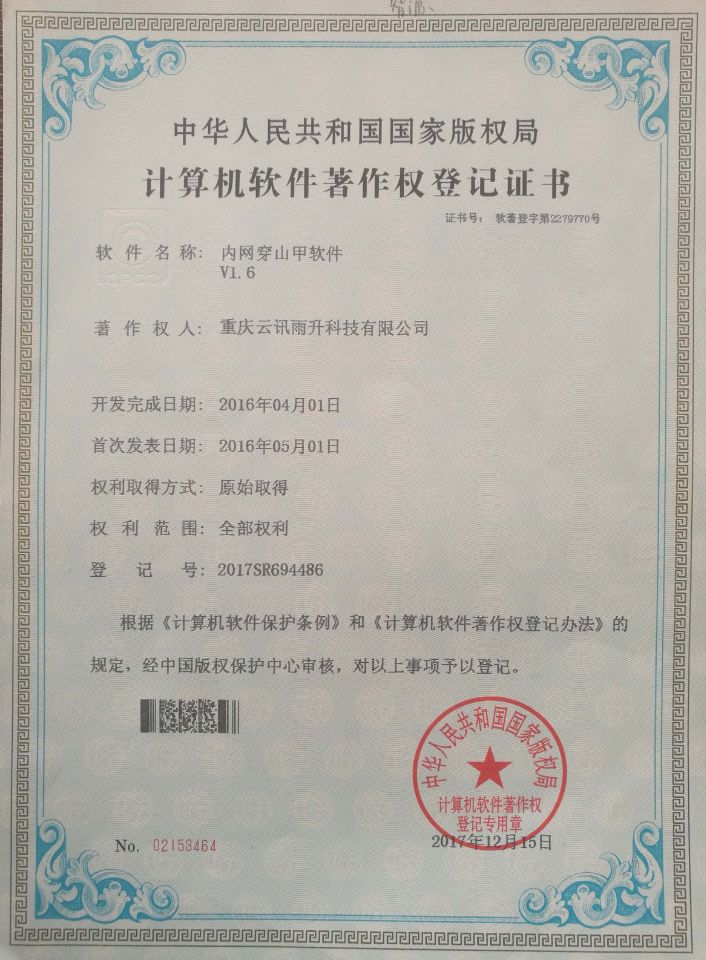 中华人民共和国国家版权局
计算机软件著作权登记证书
证书号： 软著登字第2279770号
软 件 名 称： 内网穿山甲软件
V1.6
著 作 权 人： 重庆云讯雨升科技有限公司
开发完成日期： 2016年04月01日
首次发表日期： 2016年05月01日
权利取得方式： 原始取得
权 利 范 围： 全部权利
登 记 号： 2017SR694486
根据《计算机软件保护条例》和《计算机软件著作权登记办法》的
规定，经中国版权保护中心审核，对以上事项予以登记。
中华人民共和国国家版权局
计算机软件著作权
登记专用章
2017年12月15日
No. 02153464